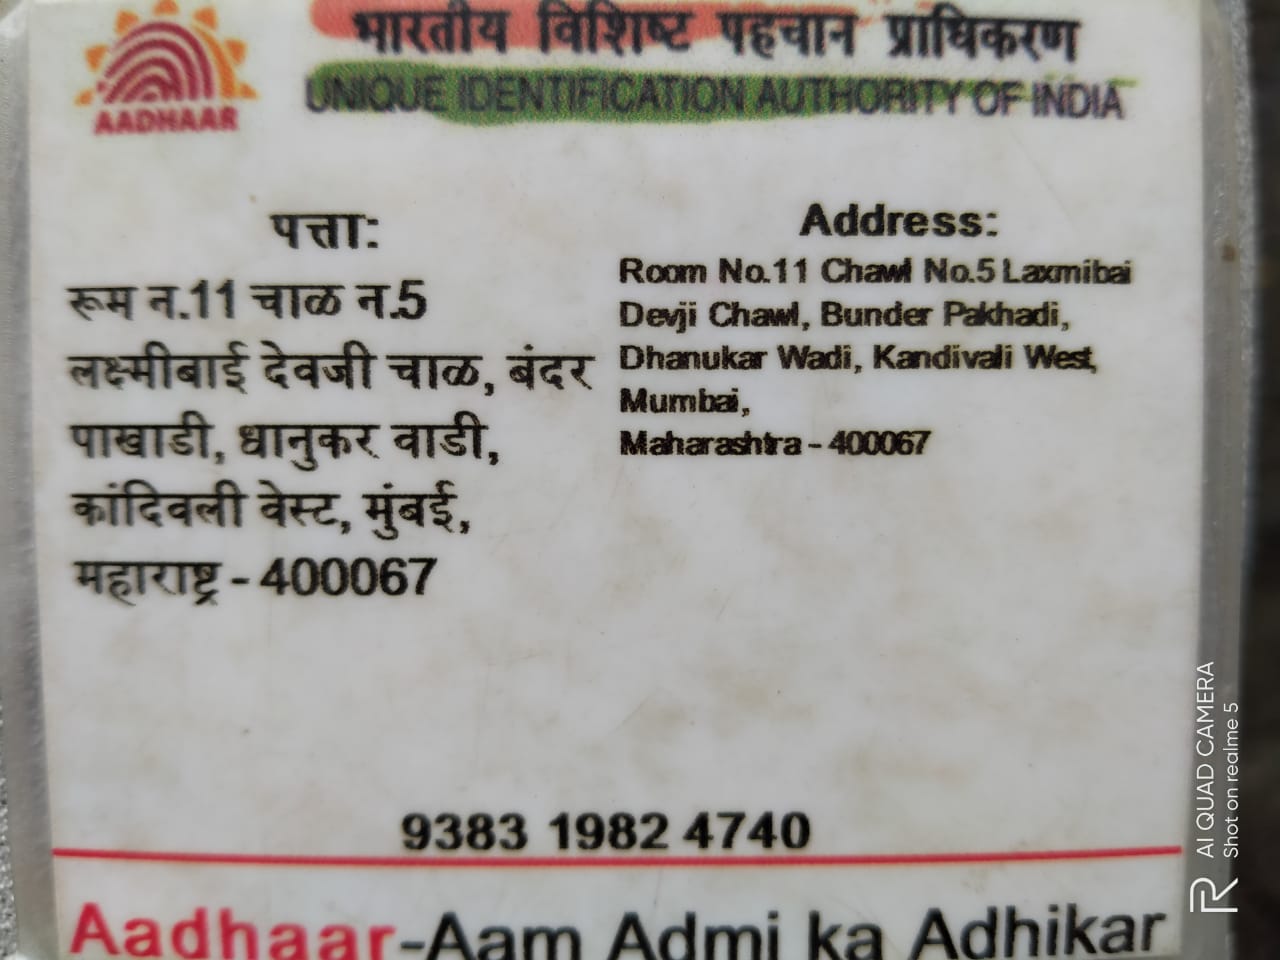 भारतीय विशिष्ट पहचान प्राधिकरण
UNIQUE IDENTIFICATION AUTHORITY OF INDIA
AADHAAR
पत्ता:
रूम न.11 चाळ न.5
लक्ष्मीबाई देवजी चाळ, बंदर
पाखाडी, धानुकर वाडी,
कांदिवली वेस्ट, मुंबई,
महाराष्ट्र - 400067
Address:
Room No.11 Chawl No.5 Laxmibai
Devji Chawl, Bunder Pakhadi,
Dhanukar Wadi, Kandivali West,
Mumbai,
Maharashtra - 400067
9383 1982 4740
Aadhaar-Aam Admi ka Adhikar
AI QUAD CAMERA
Shot on realme 5